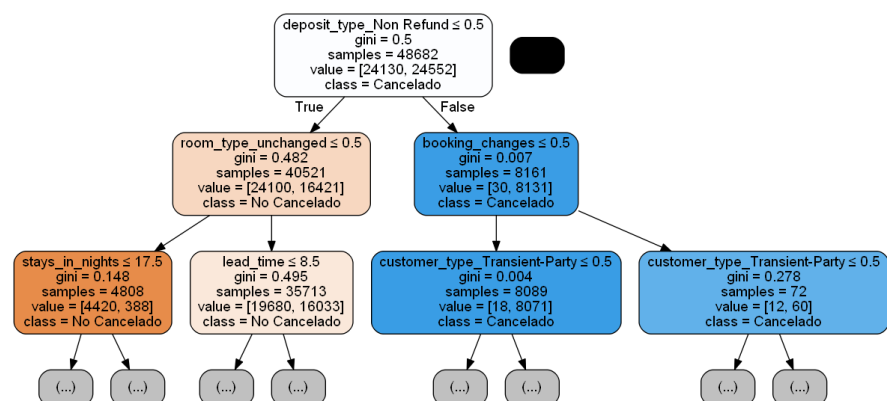 deposit_type_Non Refund ≤ 0.5
gini = 0.5
samples = 48682
value = [24130, 24552]
class = Cancelado
True
False
room_type_unchanged ≤ 0.5
gini = 0.482
samples = 40521
value = [24100, 16421]
class = No Cancelado
booking_changes ≤ 0.5
gini = 0.007
samples = 8161
value = [30, 8131]
class = Cancelado
stays_in_nights ≤ 17.5
gini = 0.148
samples = 4808
value = [4420, 388]
class = No Cancelado
lead_time ≤ 8.5
gini = 0.495
samples = 35713
value = [19680, 16033]
class = No Cancelado
customer_type_Transient-Party ≤ 0.5
gini = 0.004
samples = 8089
value = [18, 8071]
class = Cancelado
customer_type_Transient-Party ≤ 0.5
gini = 0.278
samples = 72
value = [12, 60]
class = Cancelado
(...)
(...)
(...)
(...)
(...)
(...)
(...)
(...)